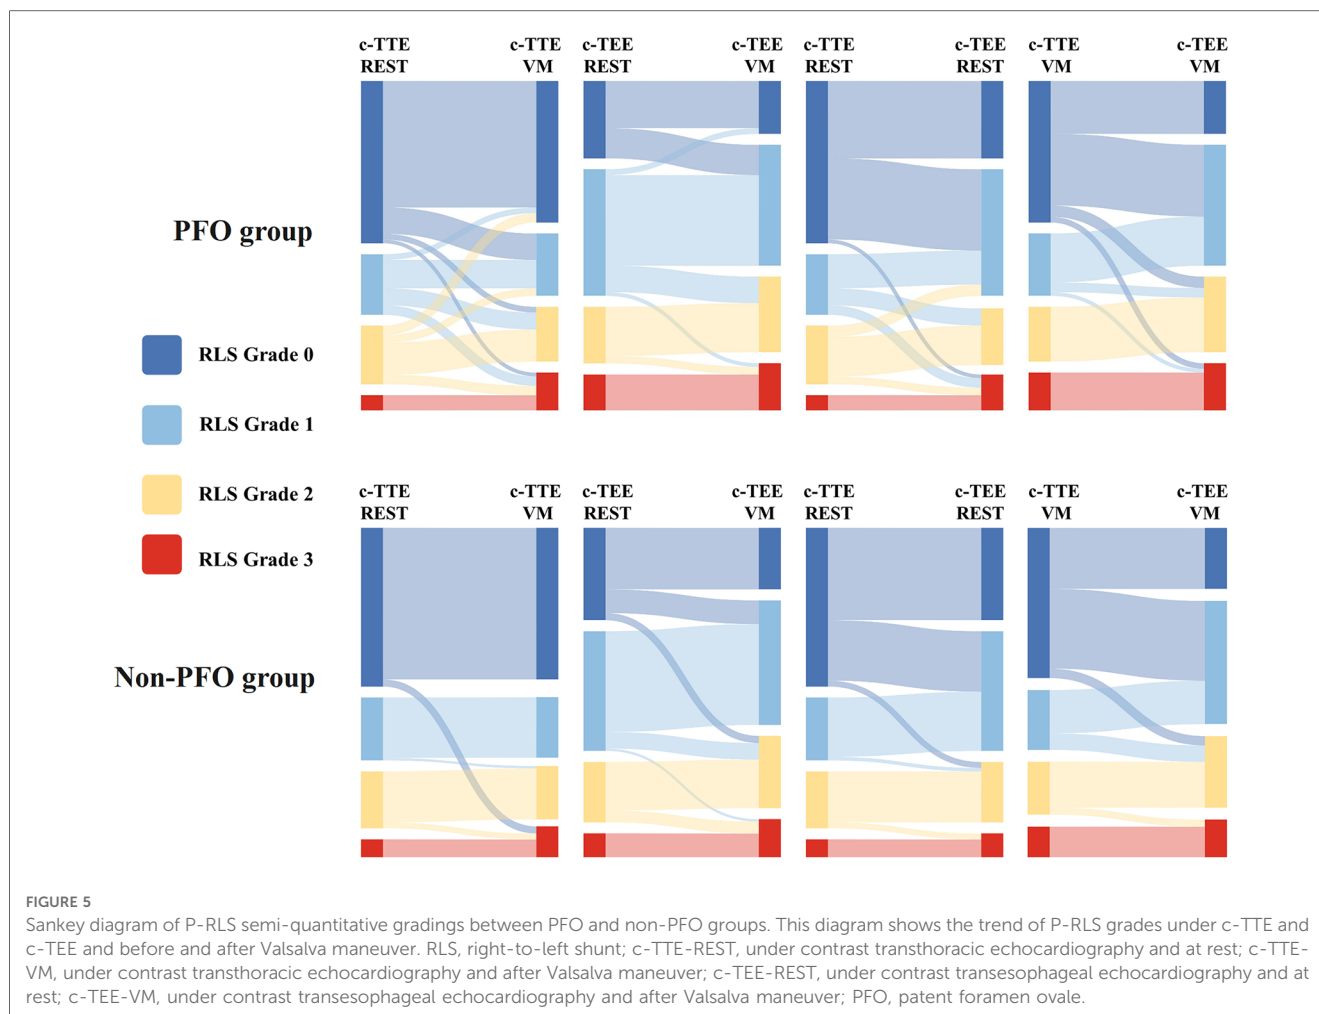 c-TTE c-TTE c-TEE c-TEE c-TTE c-TEE c-TTE c-TEE
REST VM REST VM REST REST VM VM
PFO group
RLS Grade 0
RLS Grade 1
RLS Grade 2
RLS Grade 3
c-TTE c-TTE c-TEE c-TEE c-TTE c-TEE c-TTE c-TEE
REST VM REST VM REST REST VM VM
Non-PFO group
FIGURE 5
Sankey diagram of P-RLS semi-quantitative gradings between PFO and non-PFO groups. This diagram shows the trend of P-RLS grades under c-TTE and
c-TEE and before and after Valsalva maneuver. RLS, right-to-left shunt; c-TTE-REST, under contrast transthoracic echocardiography and at rest; c-TTE-
VM, under contrast transthoracic echocardiography and after Valsalva maneuver; c-TEE-REST, under contrast transesophageal echocardiography and at
rest; c-TEE-VM, under contrast transesophageal echocardiography and after Valsalva maneuver; PFO, patent foramen ovale.